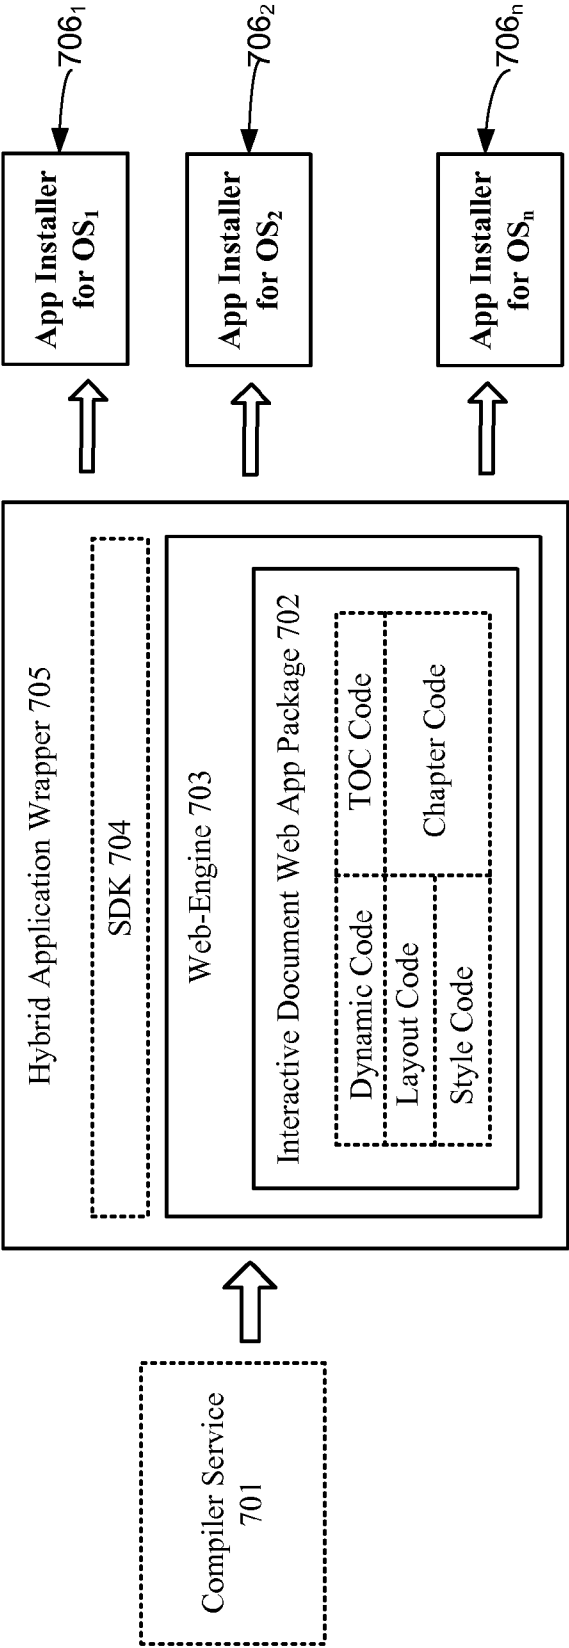 Compiler Service
701
Hybrid Application Wrapper 705
SDK 704
Web-Engine 703
Interactive Document Web App Package 702
Dynamic Code
TOC Code
Layout Code
Chapter Code
Style Code
App Installer
for OS₁
706₁
App Installer
for OS₂
706₂
App Installer
for OSₙ
706ₙ